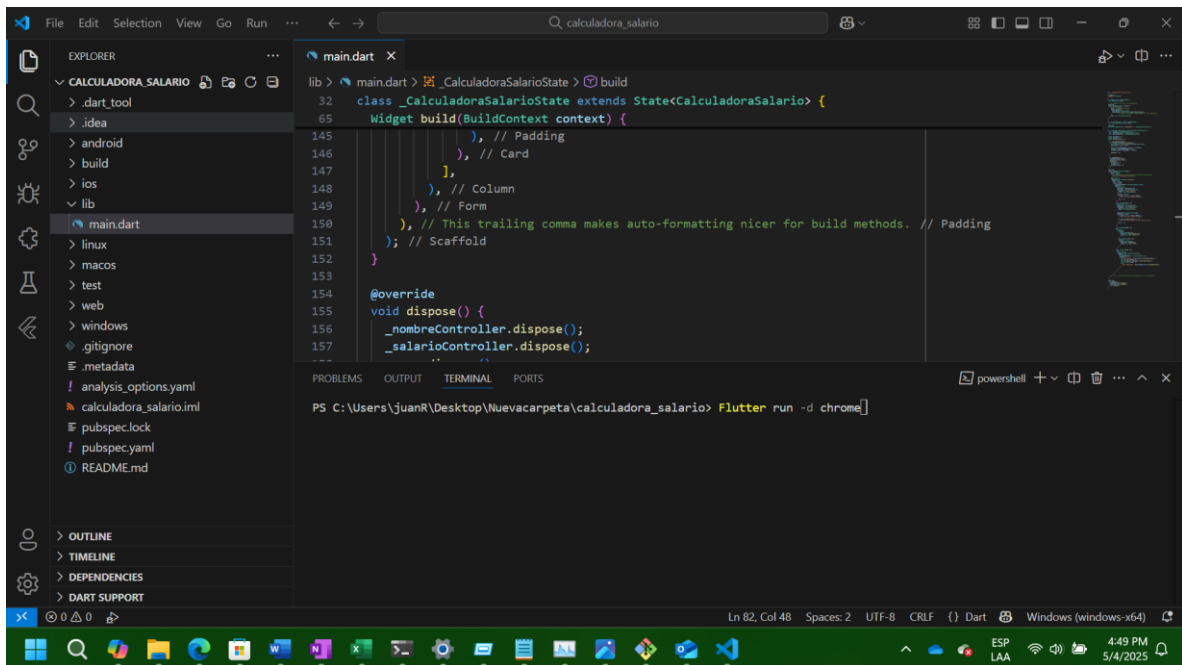 File Edit Selection View Go Run ··· calculadora_salario
EXPLORER ···
CALCULADORA_SALARIO
.dart_tool
.idea
android
build
ios
lib
main.dart
linux
macos
test
web
windows
.gitignore
.metadata
analysis_options.yaml
calculadora_salario.iml
pubspec.lock
pubspec.yaml
README.md
OUTLINE
TIMELINE
DEPENDENCIES
DART SUPPORT
main.dart
lib > main.dart > _CalculadoraSalarioState > build
32 class _CalculadoraSalarioState extends State<CalculadoraSalario> {
65 Widget build(BuildContext context) {
145 ), // Padding
146 ), // Card
147 ],
148 ), // Column
149 ), // Form
150 ), // This trailing comma makes auto-formatting nicer for build methods. // Padding
151 ); // Scaffold
152 }
153
154 @override
155 void dispose() {
156 _nombreController.dispose();
157 _salarioController.dispose();
PROBLEMS OUTPUT TERMINAL PORTS powershell
PS C:\Users\juanR\Desktop\Nuevacarpeta\calculadora_salario> Flutter run -d chrome
0 0 Ln 82, Col 48 Spaces: 2 UTF-8 CRLF {} Dart Windows (windows-x64)
ESP
LAA
4:49 PM
5/4/2025